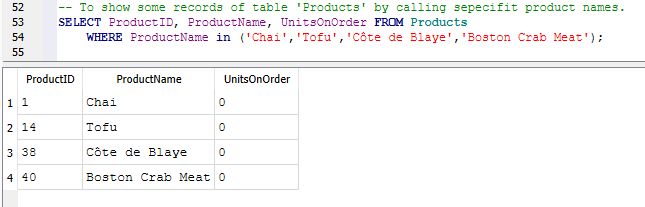 52 -- To show some records of table 'Products' by calling sepecifit product names.
53 SELECT ProductID, ProductName, UnitsOnOrder FROM Products
54 WHERE ProductName in ('Chai','Tofu','Côte de Blaye','Boston Crab Meat');
55
ProductID ProductName UnitsOnOrder
1 1 Chai 0
2 14 Tofu 0
3 38 Côte de Blaye 0
4 40 Boston Crab Meat 0